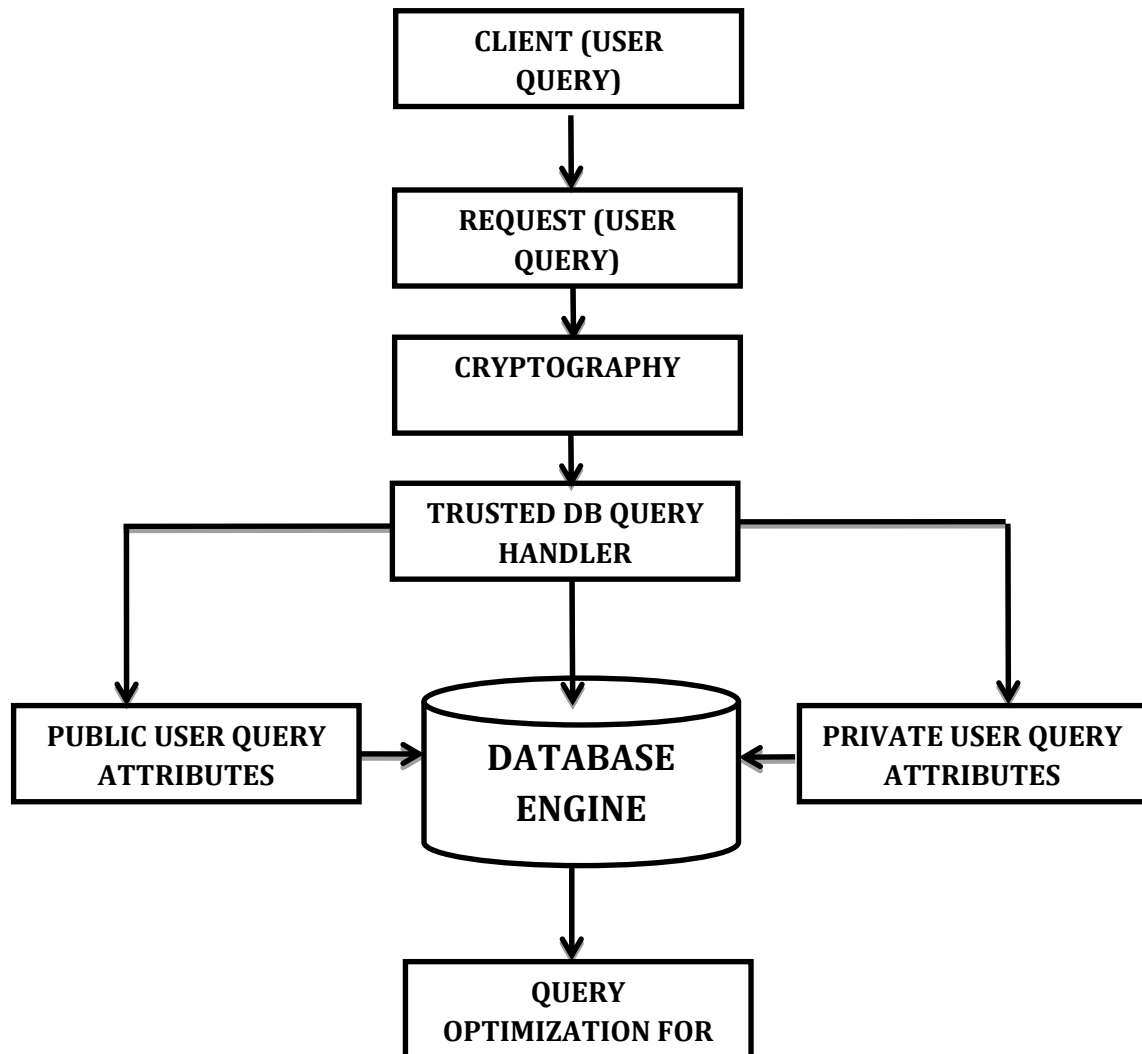 CLIENT (USER
QUERY)
REQUEST (USER
QUERY)
CRYPTOGRAPHY
TRUSTED DB QUERY
HANDLER
PUBLIC USER QUERY
ATTRIBUTES
DATABASE
ENGINE
PRIVATE USER QUERY
ATTRIBUTES
QUERY
OPTIMIZATION FOR